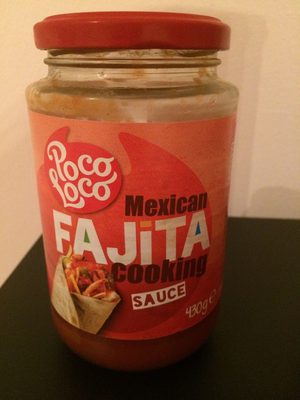 Poco
Loco
Mexican
FAJITA
Cooking
SAUCE
430g e